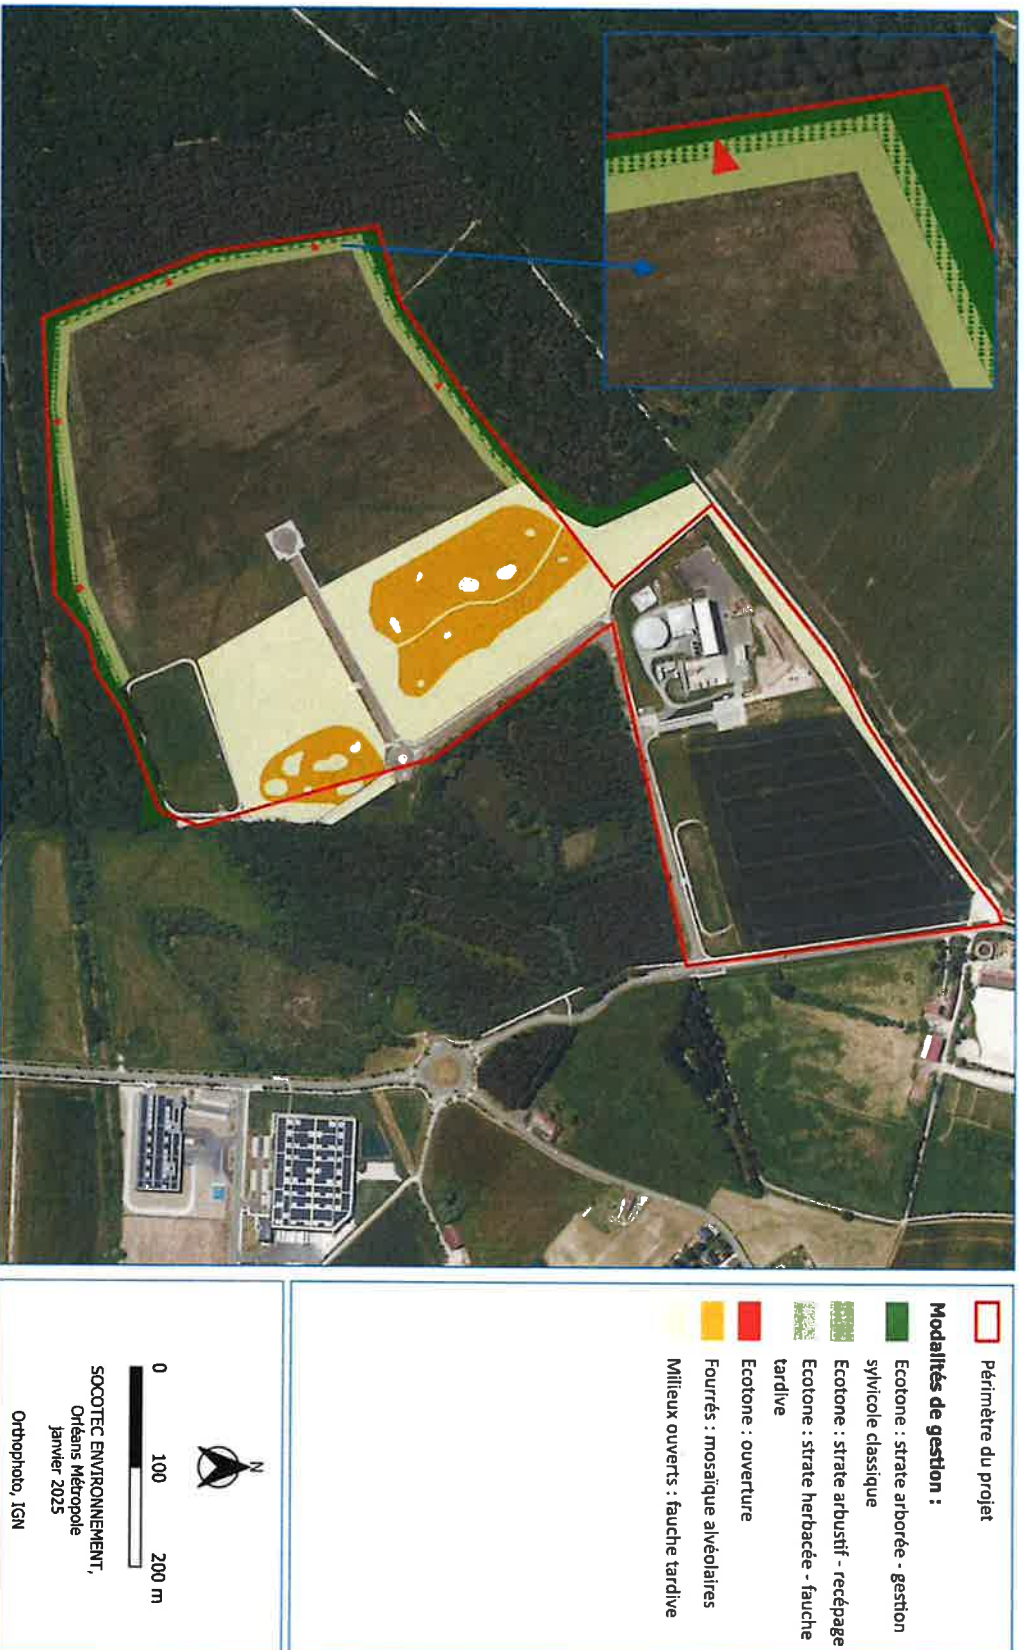 Périmètre du projet
Modalités de gestion :
Ecotone : strate arborée - gestion
sylvicole classique
Ecotone : strate arbustif - recépage
Ecotone : strate herbacée - fauche
tardive
Ecotone : ouverture
Fourrés : mosaïque alvéolaires
Milieux ouverts : fauche tardive
N
0 100 200 m
SOCOTEC ENVIRONNEMENT,
Orléans Métropole
janvier 2025
Orthophoto, IGN